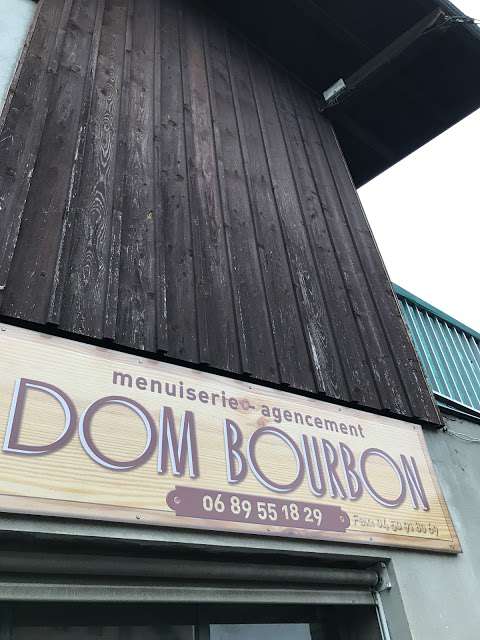 menuiserie - agencement
DOM BOURBON
06 89 55 18 29